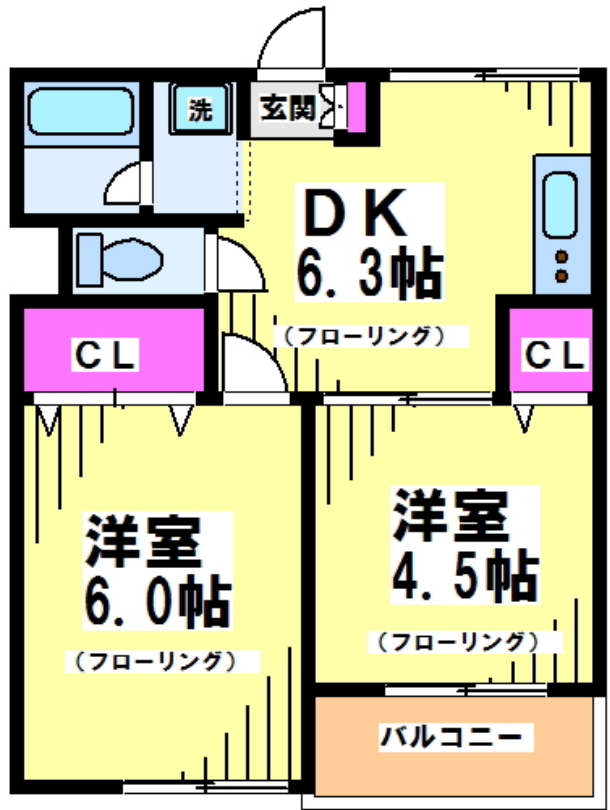 洗
玄関
DK
6.3帖
(フローリング)
CL
CL
洋室
6.0帖
(フローリング)
洋室
4.5帖
(フローリング)
バルコニー